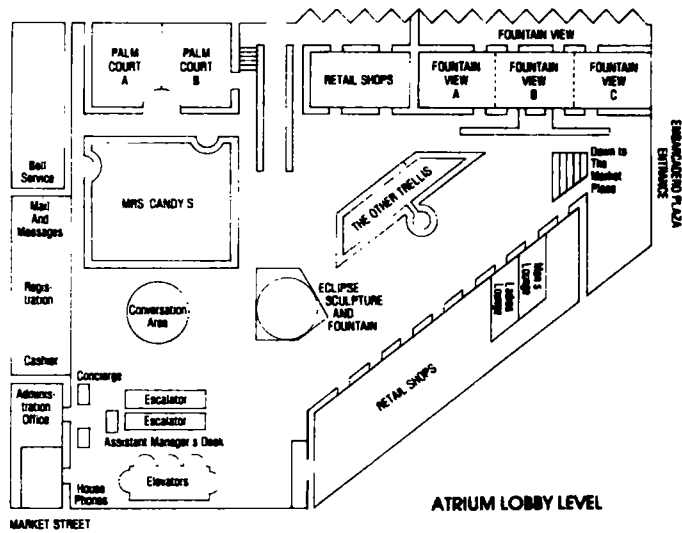 PALM
COURT
A
PALM
COURT
B
RETAIL SHOPS
FOUNTAIN VIEW
FOUNTAIN
VIEW
A
FOUNTAIN
VIEW
B
FOUNTAIN
VIEW
C
EMBARCADERO PLAZA
ENTRANCE
Down to
The
Market
Place
Bell
Service
Mail
And
Messages
MRS CANDY S
THE OTHER TRELLIS
Regis-
tration
Conversation
Area
ECLIPSE
SCULPTURE
AND
FOUNTAIN
Men s
Lounge
Ladies
Lounge
Cashier
Concierge
RETAIL SHOPS
Adminis-
tration
Office
Escalator
Escalator
Assistant Manager s Desk
Elevators
House
Phones
ATRIUM LOBBY LEVEL
MARKET STREET